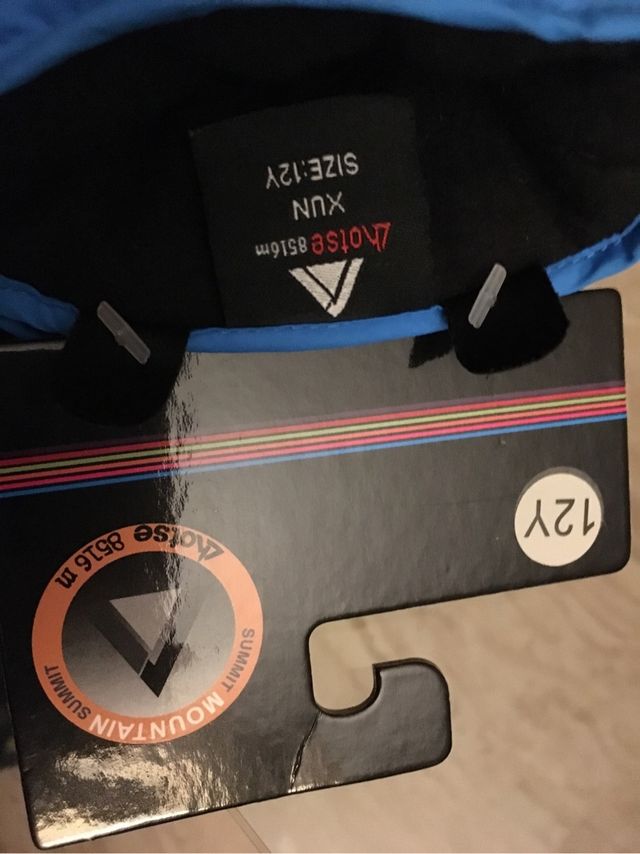 Lhotse 8516m
XUN
SIZE:12Y
12Y
Lhotse 8516 m
SUMMIT MOUNTAIN SUMMIT